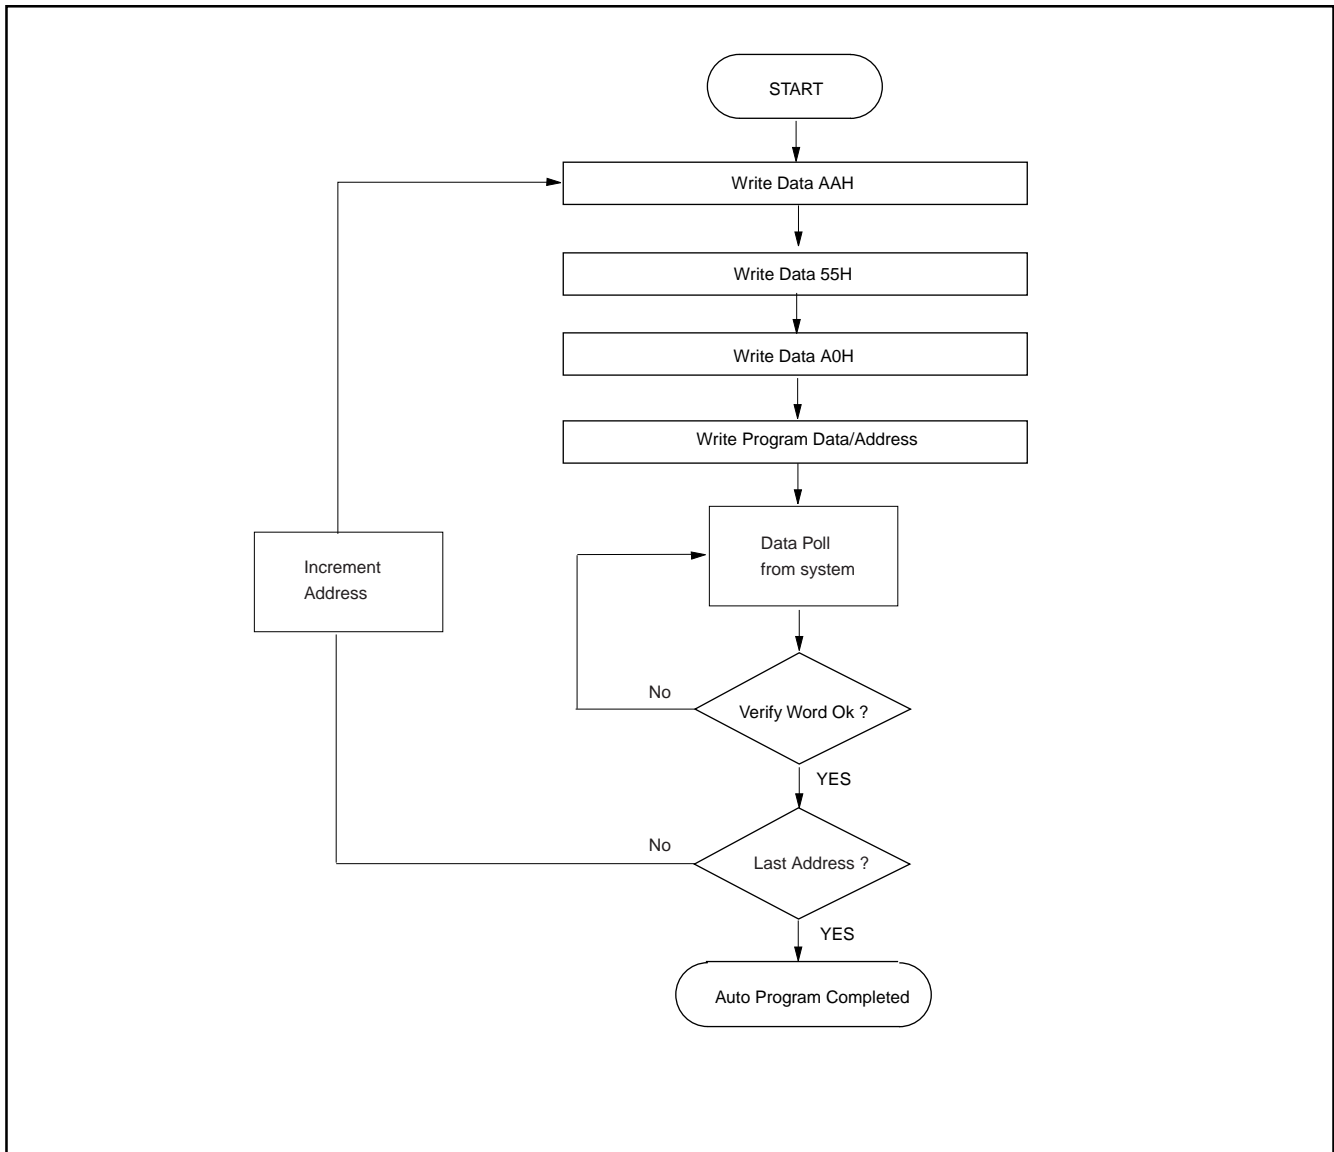 START
Write Data AAH
Write Data 55H
Write Data A0H
Write Program Data/Address
Data Poll
from system
Increment
Address
No
Verify Word Ok ?
YES
No
Last Address ?
YES
Auto Program Completed